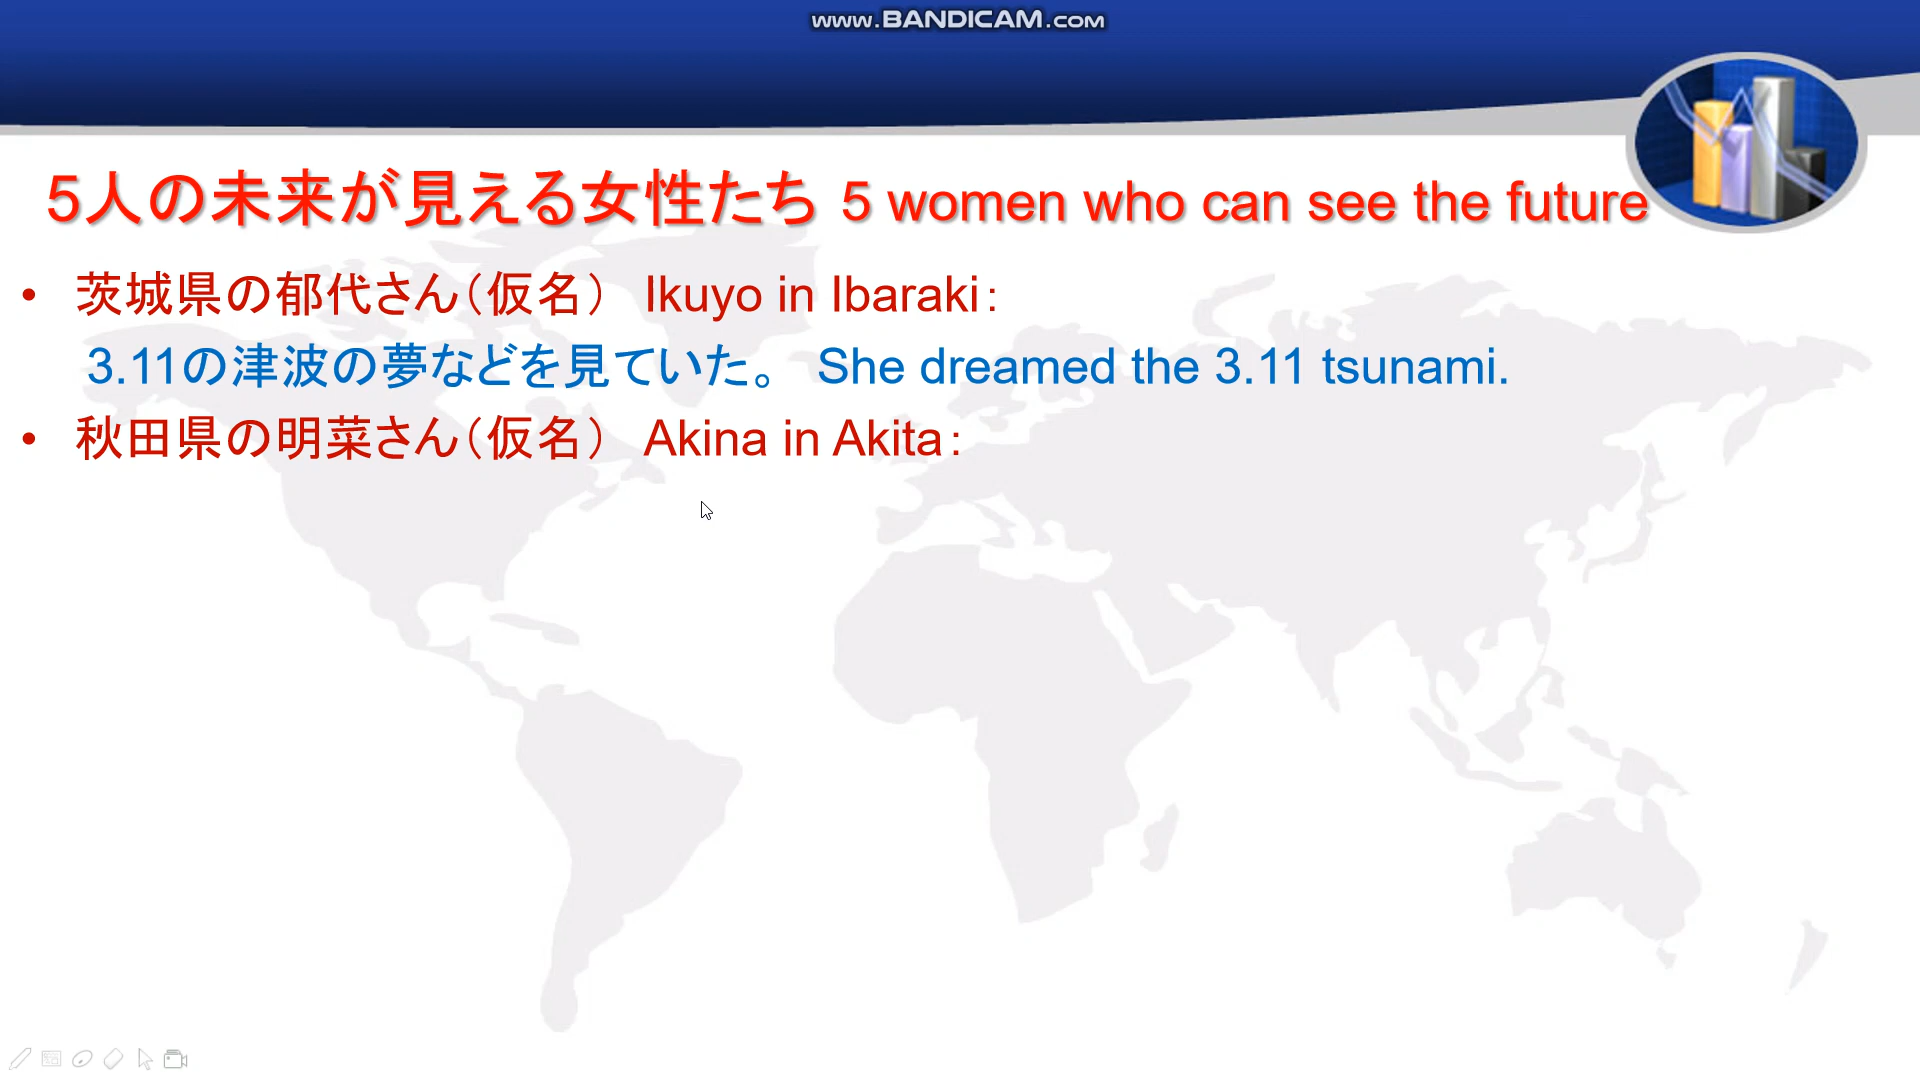 www.BANDICAM.com
5人の未来が見える女性たち 5 women who can see the future
• 茨城県の郁代さん（仮名） Ikuyo in Ibaraki：
3.11の津波の夢などを見ていた。 She dreamed the 3.11 tsunami.
• 秋田県の明菜さん（仮名） Akina in Akita：